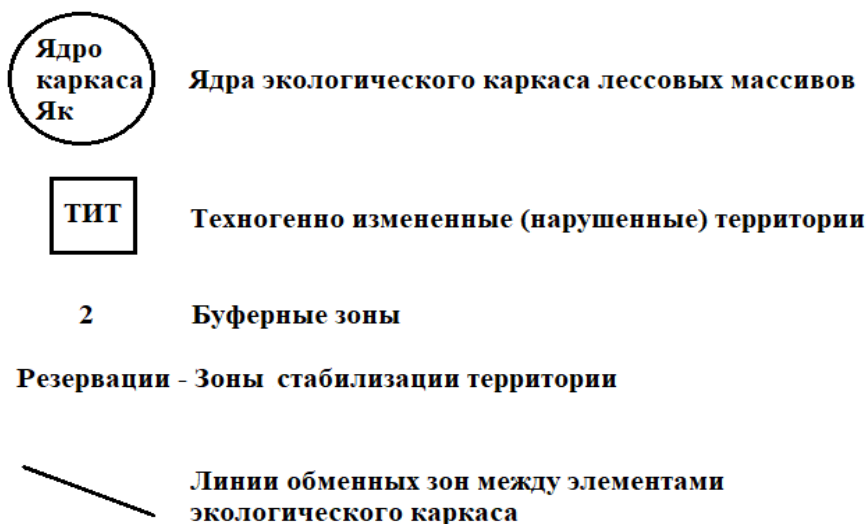 Ядро
каркаса
Як
Ядра экологического каркаса лессовых массивов
ТИТ
Техногенно измененные (нарушенные) территории
2
Буферные зоны
Резервации - Зоны стабилизации территории
Линии обменных зон между элементами
экологического каркаса